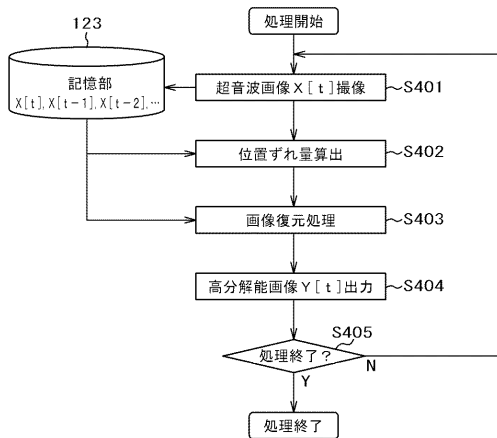 123
処理開始
記憶部
X[t],X[t-1],X[t-2],…
超音波画像X[t]撮像
S401
位置ずれ量算出
S402
画像復元処理
S403
高分解能画像Y[t]出力
S404
S405
処理終了?
N
Y
処理終了